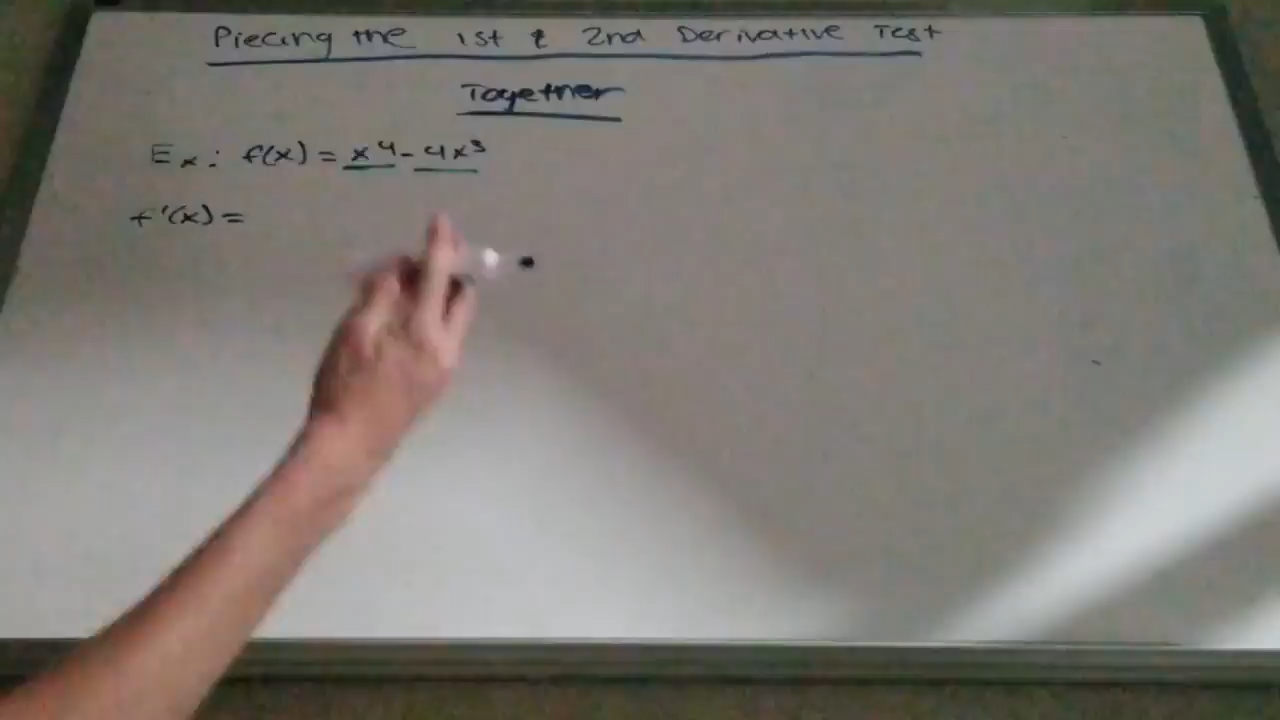 Piecing the 1st & 2nd Derivative Test
Together
Ex: f(x) = x⁴ - 4x³
f'(x) =